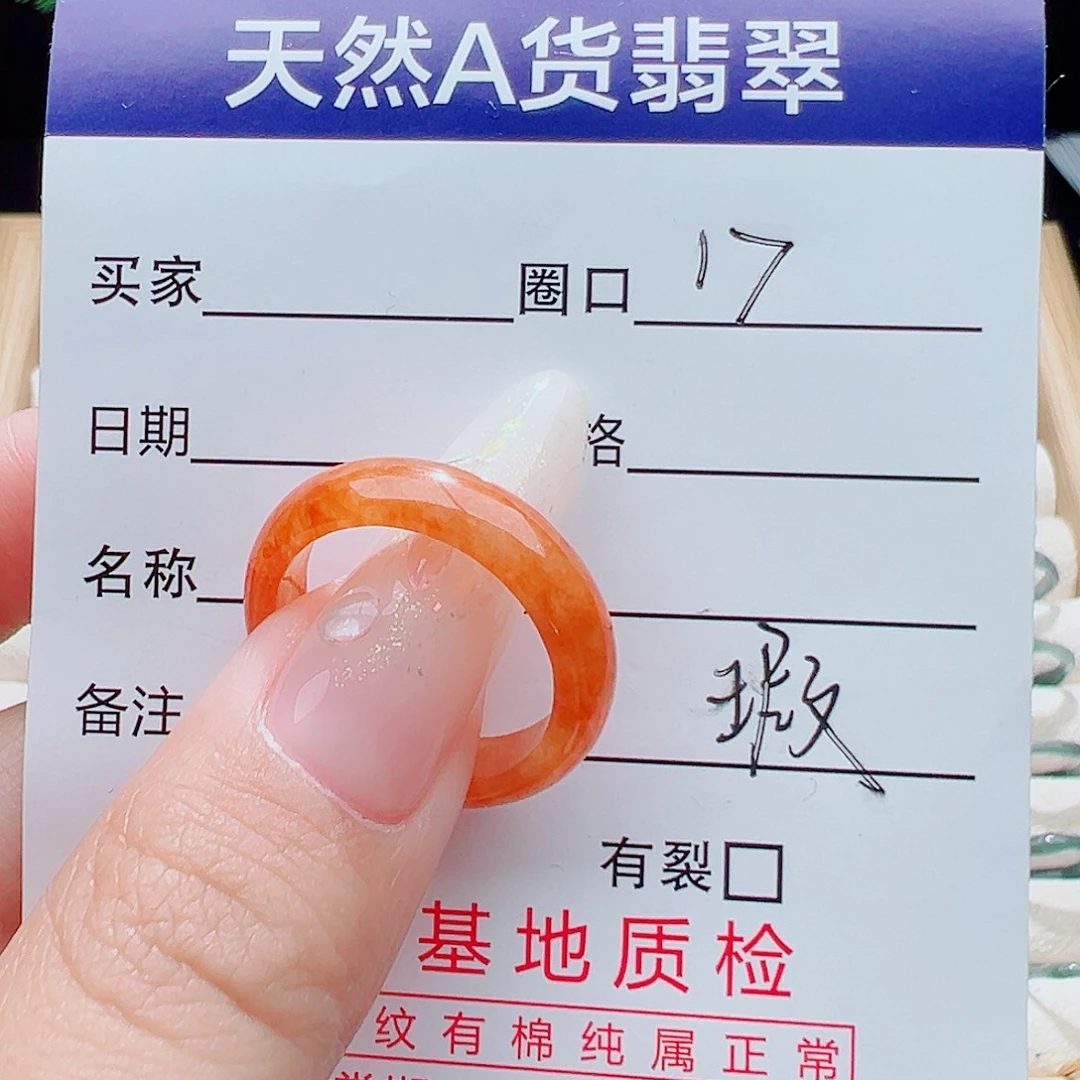 天然A货翡翠
买家 圈口 17
日期 格
名称
备注 瑕
有裂
基地质检
纹有棉纯属正常